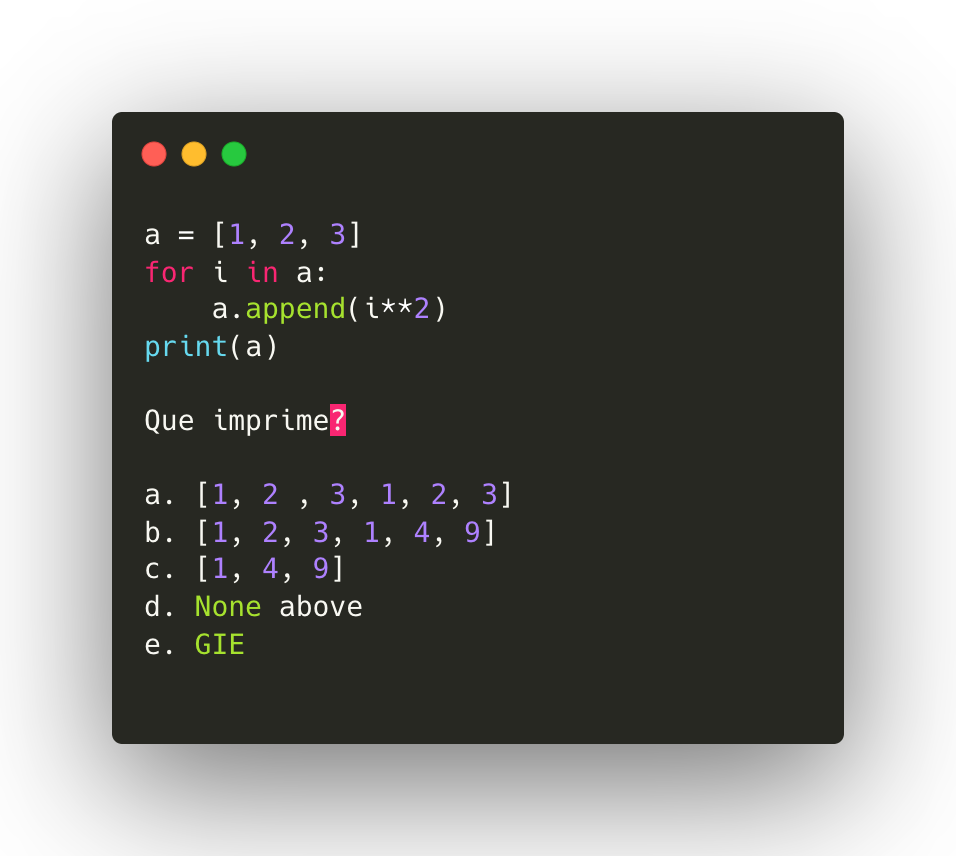 a = [1, 2, 3]
for i in a:
    a.append(i**2)
print(a)
Que imprime?
a. [1, 2 , 3, 1, 2, 3]
b. [1, 2, 3, 1, 4, 9]
c. [1, 4, 9]
d. None above
e. GIE